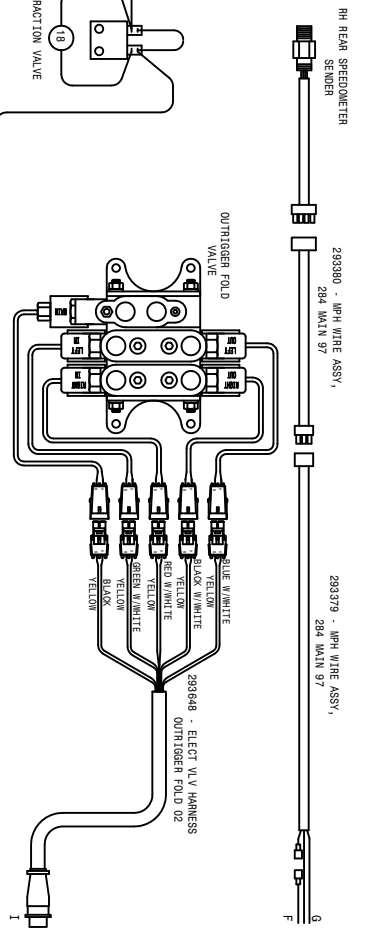 RH REAR SPEEDOMETER
SENDER
293380 - MPH WIRE ASSY,
284 MAIN 97
293379 - MPH WIRE ASSY,
284 MAIN 97
G
F
RACTION VALVE
18
OUTRIGGER FOLD
VALVE
MAIN
LEFT
IN
LEFT
OUT
RIGHT
IN
RIGHT
OUT
BLUE W/WHITE
YELLOW
BLACK W/WHITE
YELLOW
RED W/WHITE
YELLOW
GREEN W/WHITE
YELLOW
BLACK
YELLOW
293648 - ELECT VLV HARNESS
OUTRIGGER FOLD 02
I